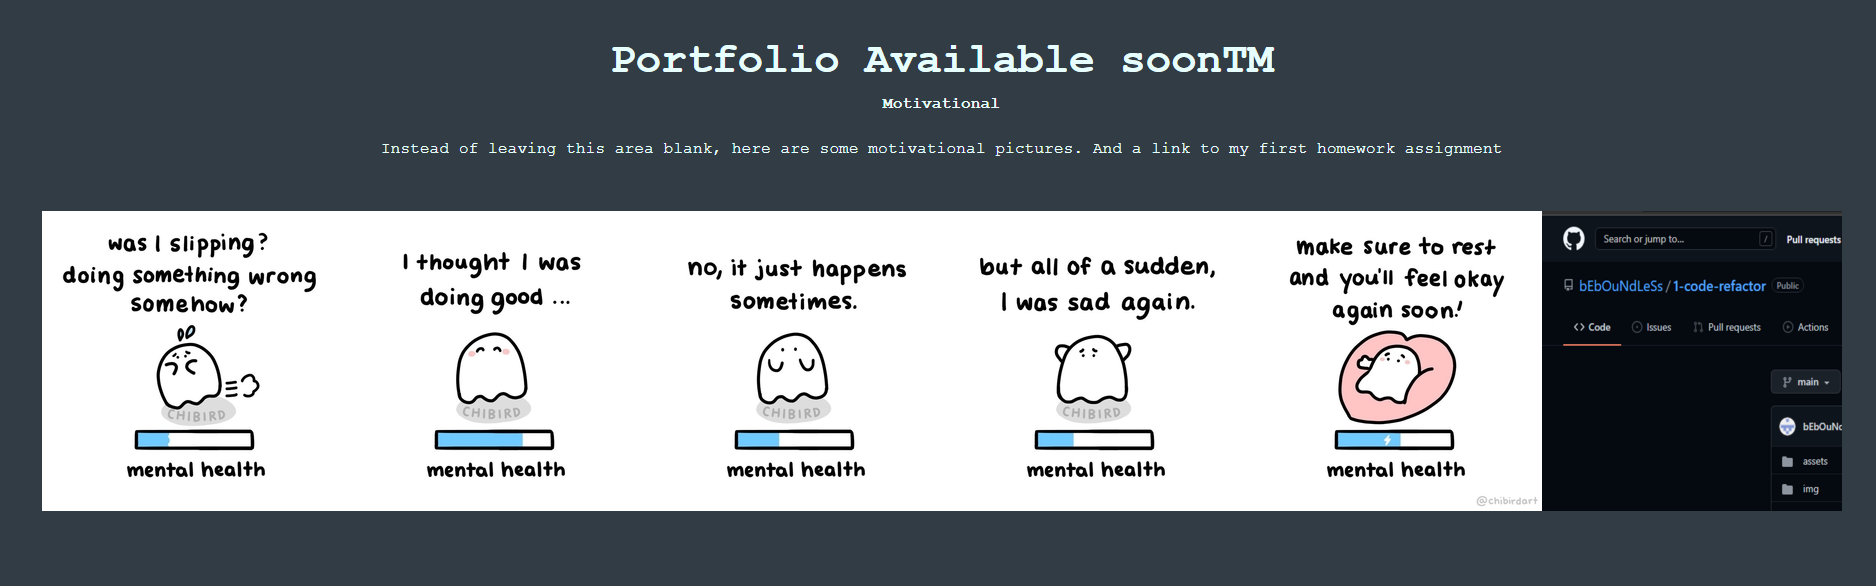 Portfolio Available soonTM
Motivational
Instead of leaving this area blank, here are some motivational pictures. And a link to my first homework assignment
was I slipping?
doing something wrong
somehow?
CHIBIRD
mental health
I thought I was
doing good ...
CHIBIRD
mental health
no, it just happens
sometimes.
CHIBIRD
mental health
but all of a sudden,
I was sad again.
CHIBIRD
mental health
make sure to rest
and you'll feel okay
again soon!
mental health
@chibirdart
Search or jump to... / Pull requests
bEbOuNdLeSs / 1-code-refactor Public
Code Issues Pull requests Actions
main
bEbOuNd
assets
img